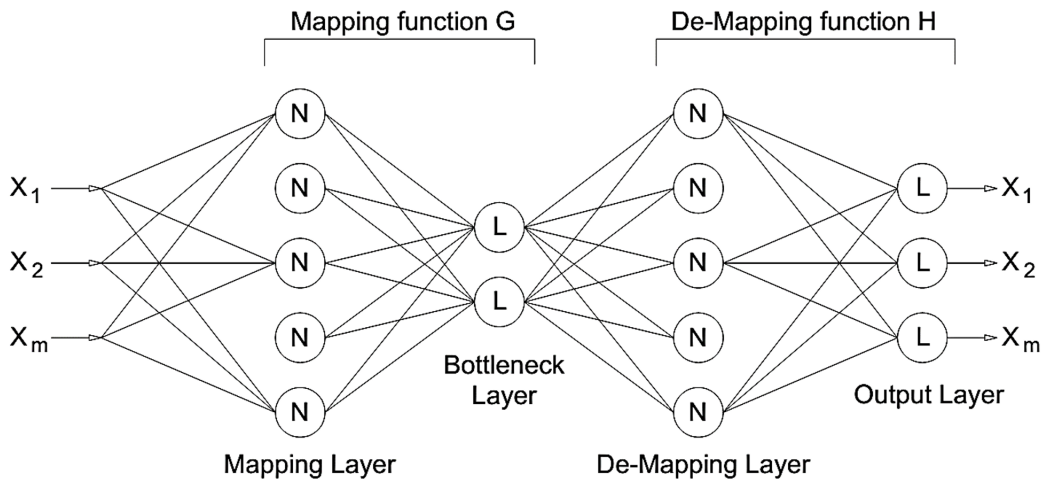 Mapping function G
De-Mapping function H
N
N
N
N
N
L
L
N
N
N
N
N
L
L
L
X1
X2
Xm
X1
X2
Xm
Bottleneck
Layer
Output Layer
Mapping Layer
De-Mapping Layer